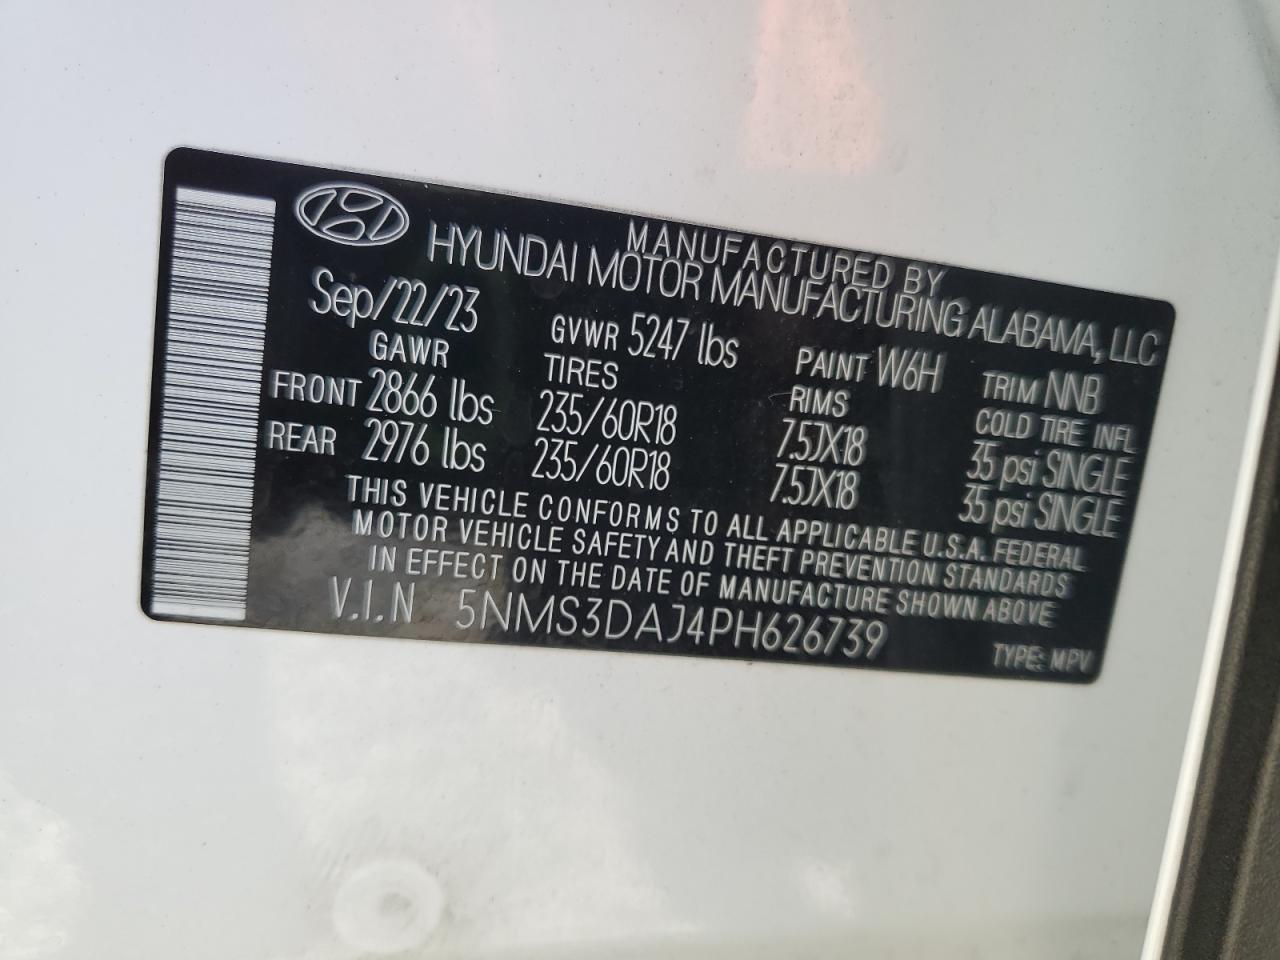 MANUFACTURED BY
HYUNDAI MOTOR MANUFACTURING ALABAMA, LLC
Sep/22/23 GVWR 5247 lbs PAINT W6H TRIM NNB
GAWR TIRES RIMS COLD TIRE INFL
FRONT 2866 lbs 235/60R18 7.5JX18 35 psi SINGLE
REAR 2976 lbs 235/60R18 7.5JX18 35 psi SINGLE
THIS VEHICLE CONFORMS TO ALL APPLICABLE U.S.A. FEDERAL
MOTOR VEHICLE SAFETY AND THEFT PREVENTION STANDARDS
IN EFFECT ON THE DATE OF MANUFACTURE SHOWN ABOVE
V.I.N 5NMS3DAJ4PH626739
TYPE: MPV